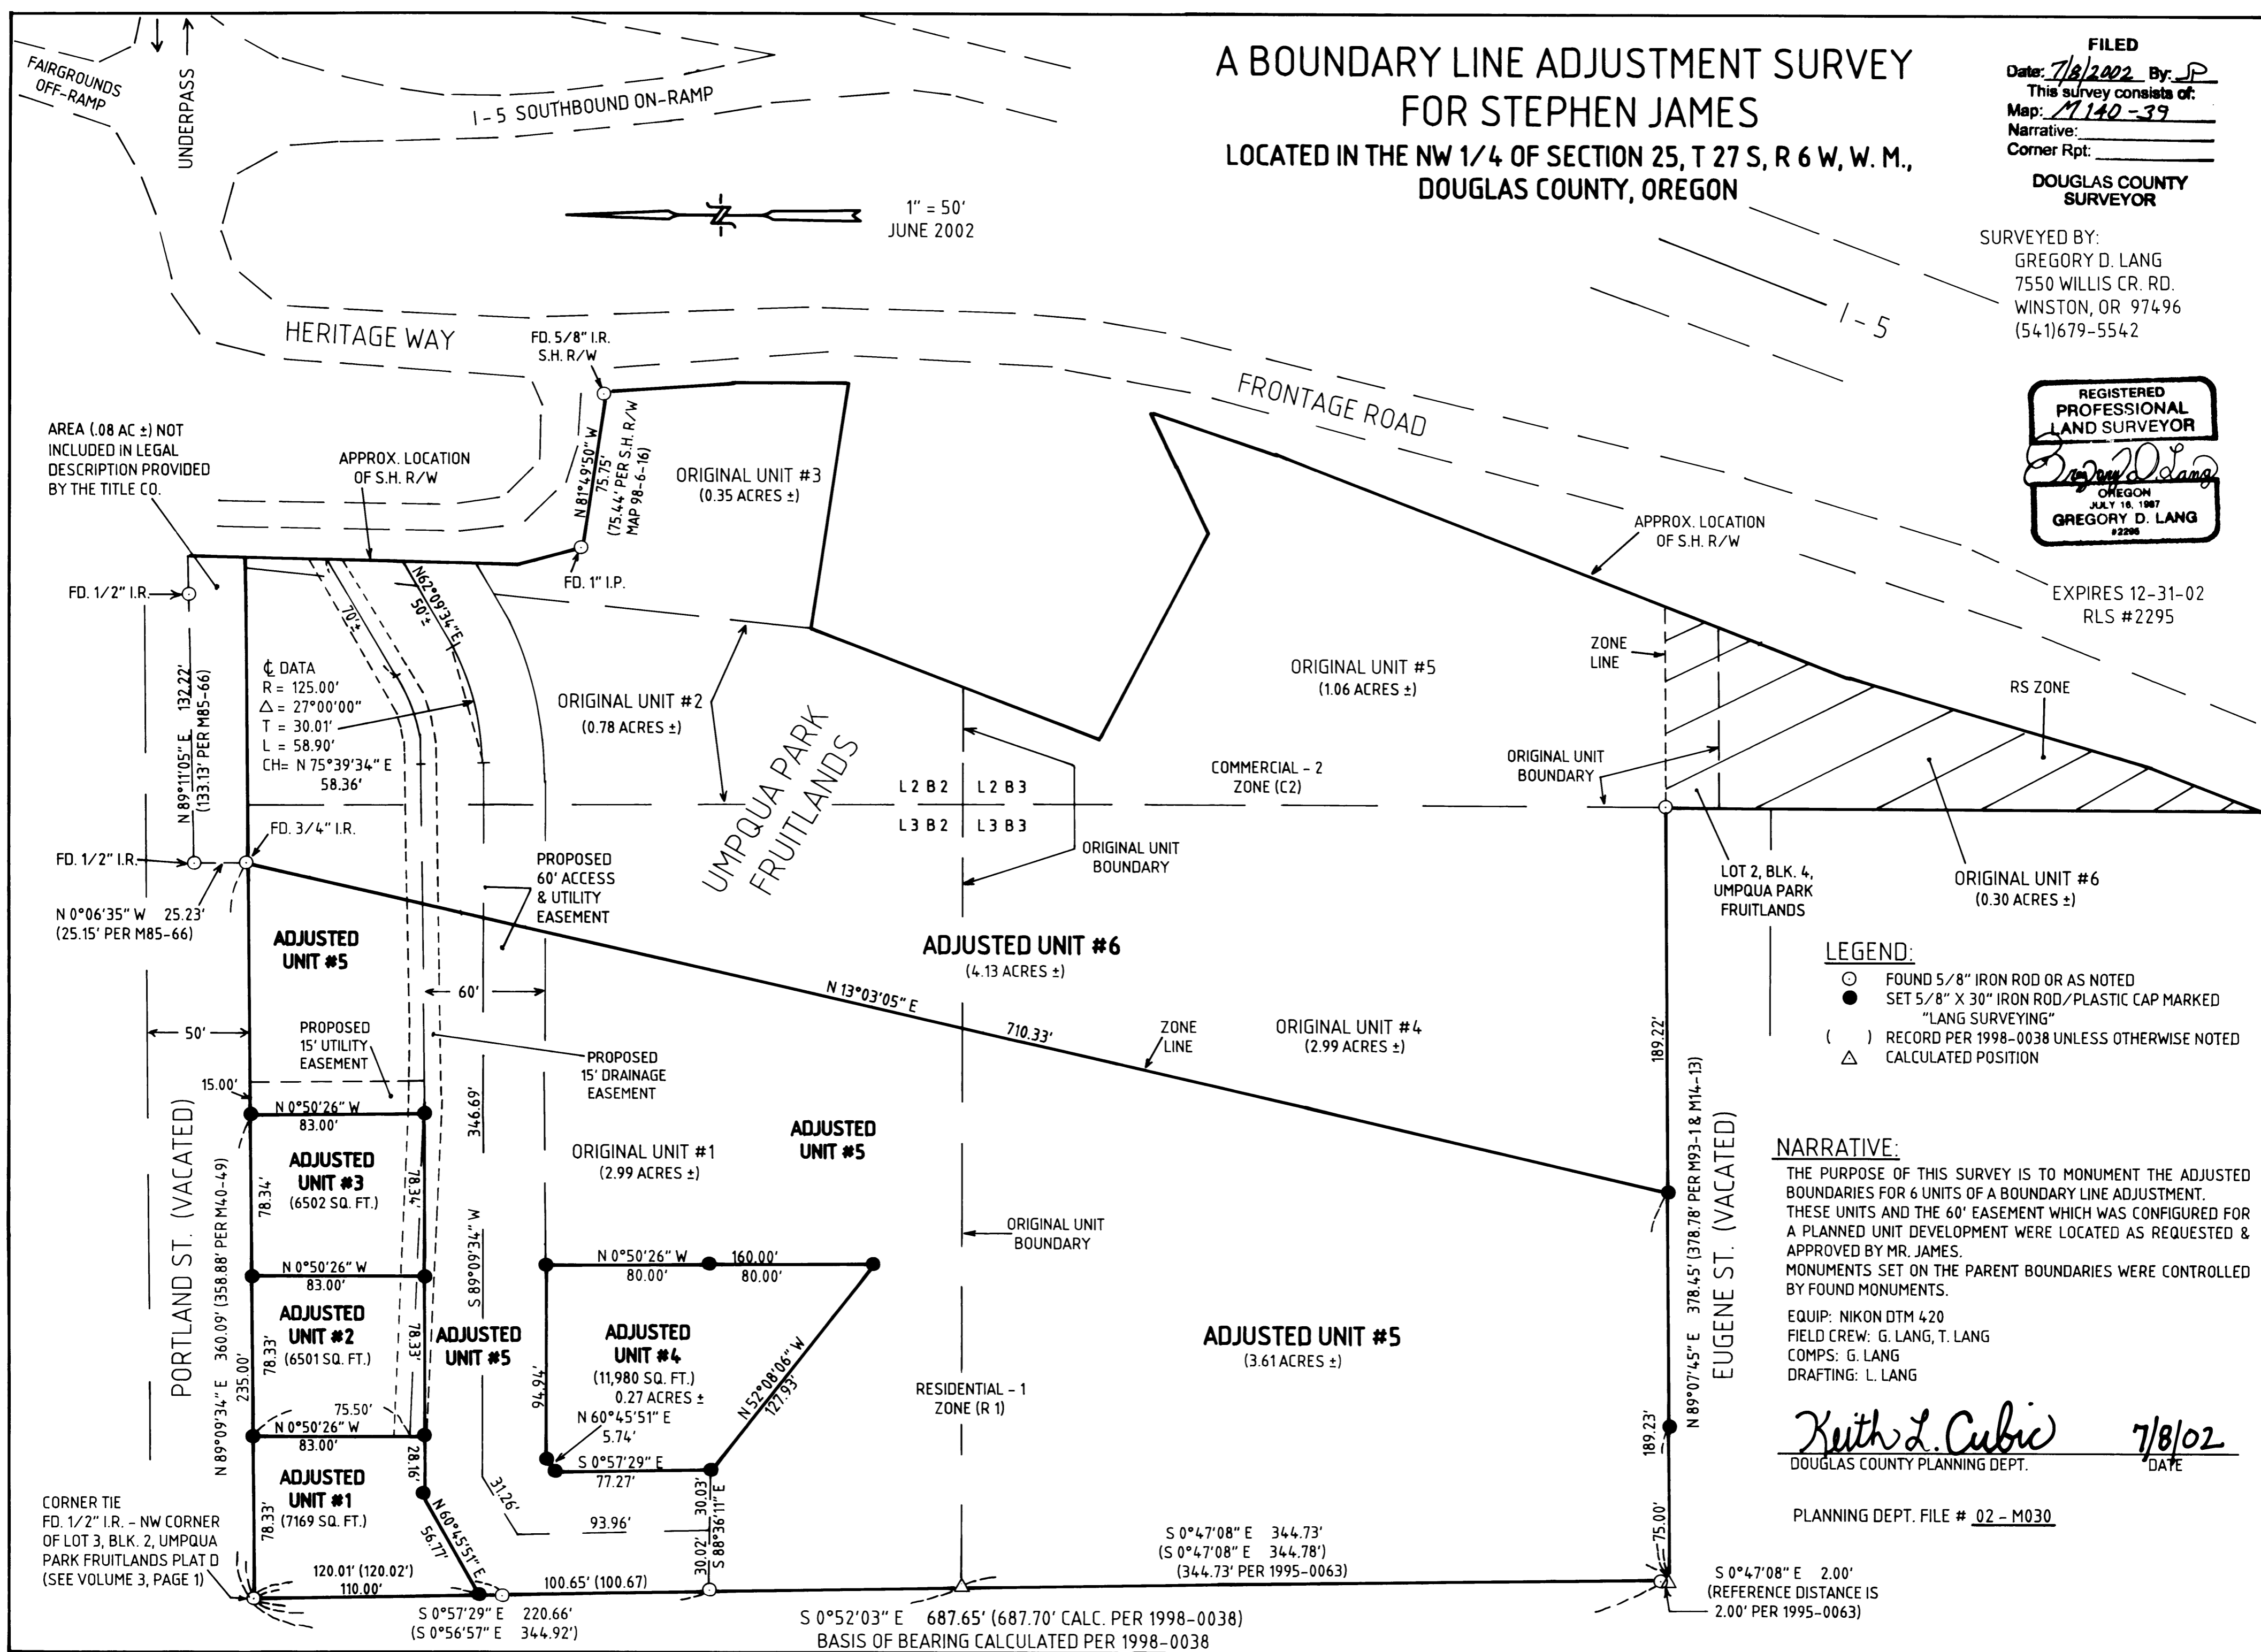 A BOUNDARY LINE ADJUSTMENT SURVEY
FOR STEPHEN JAMES
LOCATED IN THE NW 1/4 OF SECTION 25, T 27 S, R 6 W, W. M.,
DOUGLAS COUNTY, OREGON
FILED
Date: 7/8/2002 By: JP
This survey consists of:
Map: M 140-39
Narrative:
Corner Rpt:
DOUGLAS COUNTY
SURVEYOR
SURVEYED BY:
GREGORY D. LANG
7550 WILLIS CR. RD.
WINSTON, OR 97496
(541)679-5542
REGISTERED
PROFESSIONAL
LAND SURVEYOR
Gregory D. Lang
OREGON
JULY 16, 1987
GREGORY D. LANG
#2295
EXPIRES 12-31-02
RLS #2295
FAIRGROUNDS
OFF-RAMP
UNDERPASS
I-5 SOUTHBOUND ON-RAMP
1" = 50'
JUNE 2002
HERITAGE WAY
FRONTAGE ROAD
I-5
FD. 5/8" I.R.
S.H. R/W
N 81°49'50" W
75.75'
(75.44' PER S.H. R/W
MAP 98-6-16)
ORIGINAL UNIT #3
(0.35 ACRES ±)
AREA (.08 AC ±) NOT
INCLUDED IN LEGAL
DESCRIPTION PROVIDED
BY THE TITLE CO.
APPROX. LOCATION
OF S.H. R/W
FD. 1" I.P.
FD. 1/2" I.R.
APPROX. LOCATION
OF S.H. R/W
70'±
N62°09'34"E
50'±
N 89°11'05" E 132.22'
(133.13' PER M85-66)
℄ DATA
R = 125.00'
△ = 27°00'00"
T = 30.01'
L = 58.90'
CH= N 75°39'34" E
58.36'
ORIGINAL UNIT #2
(0.78 ACRES ±)
UMPQUA PARK
FRUITLANDS
ORIGINAL UNIT #5
(1.06 ACRES ±)
ZONE
LINE
RS ZONE
COMMERCIAL - 2
ZONE (C2)
ORIGINAL UNIT
BOUNDARY
L 2 B 2
L 2 B 3
L 3 B 2
L 3 B 3
ORIGINAL UNIT
BOUNDARY
FD. 3/4" I.R.
FD. 1/2" I.R.
N 0°06'35" W 25.23'
(25.15' PER M85-66)
PROPOSED
60' ACCESS
& UTILITY
EASEMENT
LOT 2, BLK. 4,
UMPQUA PARK
FRUITLANDS
ORIGINAL UNIT #6
(0.30 ACRES ±)
ADJUSTED
UNIT #5
ADJUSTED UNIT #6
(4.13 ACRES ±)
N 13°03'05" E
710.33'
ZONE
LINE
ORIGINAL UNIT #4
(2.99 ACRES ±)
60'
50'
PROPOSED
15' UTILITY
EASEMENT
PROPOSED
15' DRAINAGE
EASEMENT
15.00'
N 0°50'26" W
83.00'
346.69'
S 89°09'34" W
ORIGINAL UNIT #1
(2.99 ACRES ±)
ADJUSTED
UNIT #5
ADJUSTED
UNIT #3
(6502 SQ. FT.)
78.34'
78.34'
PORTLAND ST. (VACATED)
N 89°09'34" E 360.09' (358.88' PER M40-49)
235.00'
N 0°50'26" W
83.00'
ADJUSTED
UNIT #2
(6501 SQ. FT.)
78.33'
78.33'
75.50'
N 0°50'26" W
83.00'
ADJUSTED
UNIT #5
ADJUSTED
UNIT #1
(7169 SQ. FT.)
78.33'
28.16'
N 60°45'51" E
56.77'
N 0°50'26" W 160.00'
80.00' 80.00'
ADJUSTED
UNIT #4
(11,980 SQ. FT.)
0.27 ACRES ±
N 60°45'51" E
5.74'
94.94'
N 52°08'06" W
127.93'
S 0°57'29" E
77.27'
31.26'
93.96'
30.03'
30.02'
S 88°36'11" E
ORIGINAL UNIT
BOUNDARY
RESIDENTIAL - 1
ZONE (R 1)
ADJUSTED UNIT #5
(3.61 ACRES ±)
189.22'
189.23'
75.00'
N 89°07'45" E 378.45' (378.78' PER M93-1 & M14-13)
EUGENE ST. (VACATED)
CORNER TIE
FD. 1/2" I.R. - NW CORNER
OF LOT 3, BLK. 2, UMPQUA
PARK FRUITLANDS PLAT D
(SEE VOLUME 3, PAGE 1)
120.01' (120.02')
110.00'
100.65' (100.67)
S 0°57'29" E 220.66'
(S 0°56'57" E 344.92')
S 0°47'08" E 344.73'
(S 0°47'08" E 344.78')
(344.73' PER 1995-0063)
S 0°52'03" E 687.65' (687.70' CALC. PER 1998-0038)
BASIS OF BEARING CALCULATED PER 1998-0038
S 0°47'08" E 2.00'
(REFERENCE DISTANCE IS
2.00' PER 1995-0063)
LEGEND:
FOUND 5/8" IRON ROD OR AS NOTED
SET 5/8" X 30" IRON ROD/PLASTIC CAP MARKED
"LANG SURVEYING"
( ) RECORD PER 1998-0038 UNLESS OTHERWISE NOTED
△ CALCULATED POSITION
NARRATIVE:
THE PURPOSE OF THIS SURVEY IS TO MONUMENT THE ADJUSTED
BOUNDARIES FOR 6 UNITS OF A BOUNDARY LINE ADJUSTMENT.
THESE UNITS AND THE 60' EASEMENT WHICH WAS CONFIGURED FOR
A PLANNED UNIT DEVELOPMENT WERE LOCATED AS REQUESTED &
APPROVED BY MR. JAMES.
MONUMENTS SET ON THE PARENT BOUNDARIES WERE CONTROLLED
BY FOUND MONUMENTS.
EQUIP: NIKON DTM 420
FIELD CREW: G. LANG, T. LANG
COMPS: G. LANG
DRAFTING: L. LANG
Keith L. Cubic 7/8/02
DOUGLAS COUNTY PLANNING DEPT. DATE
PLANNING DEPT. FILE # 02 - M030